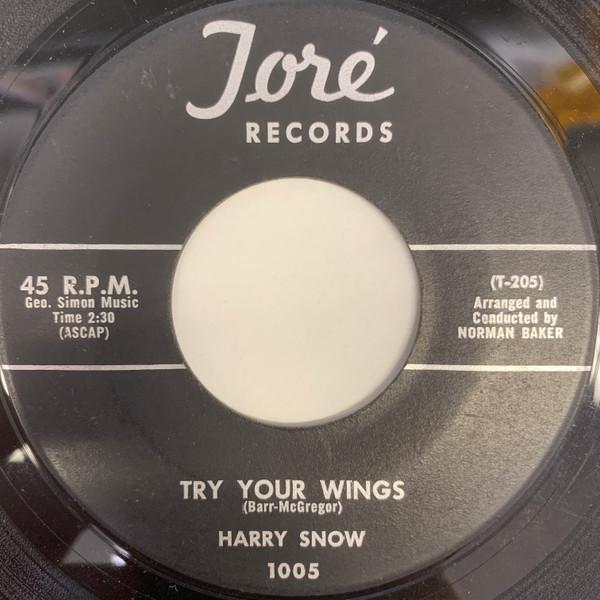 Toré
RECORDS
45 R.P.M.
Geo. Simon Music
Time 2:30
(ASCAP)
(T-205)
Arranged and
Conducted by
NORMAN BAKER
TRY YOUR WINGS
(Barr-McGregor)
HARRY SNOW
1005